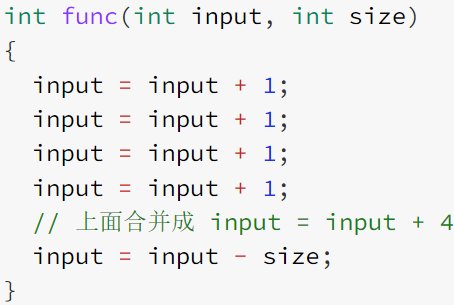 int func(int input, int size)
{
  input = input + 1;
  input = input + 1;
  input = input + 1;
  input = input + 1;
  // 上面合并成 input = input + 4
  input = input - size;
}